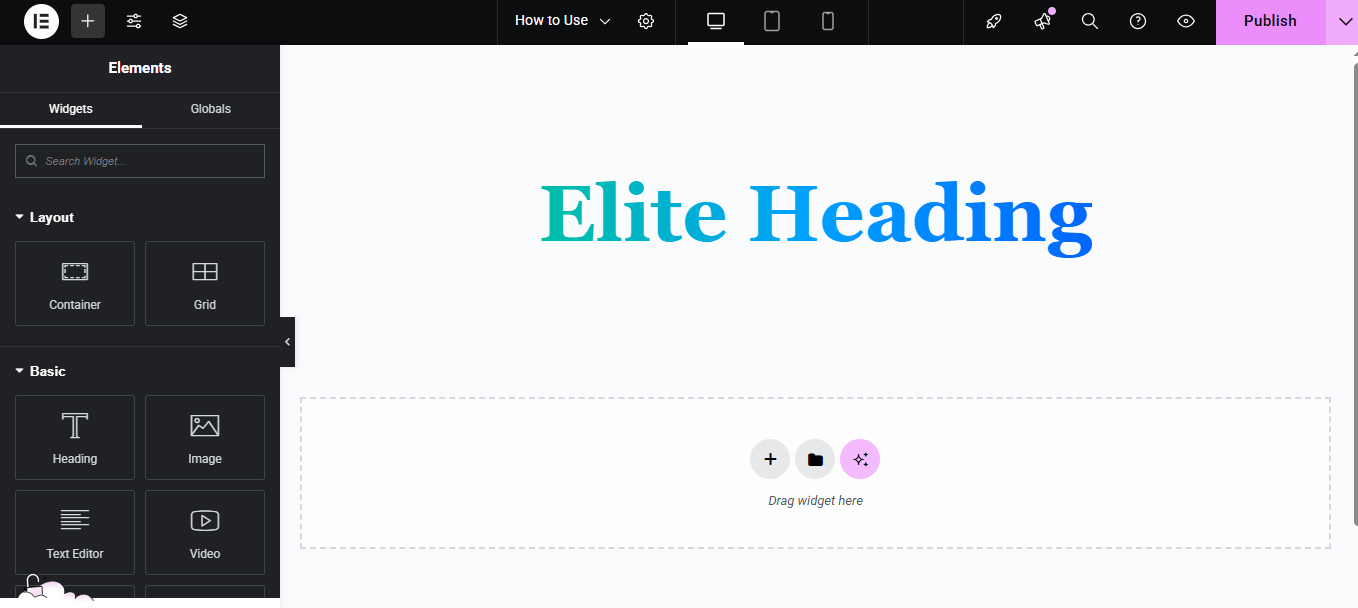 How to Use
Publish
Elements
Widgets
Globals
Search Widget...
Layout
Container
Grid
Basic
Heading
Image
Text Editor
Video
Elite Heading
Drag widget here